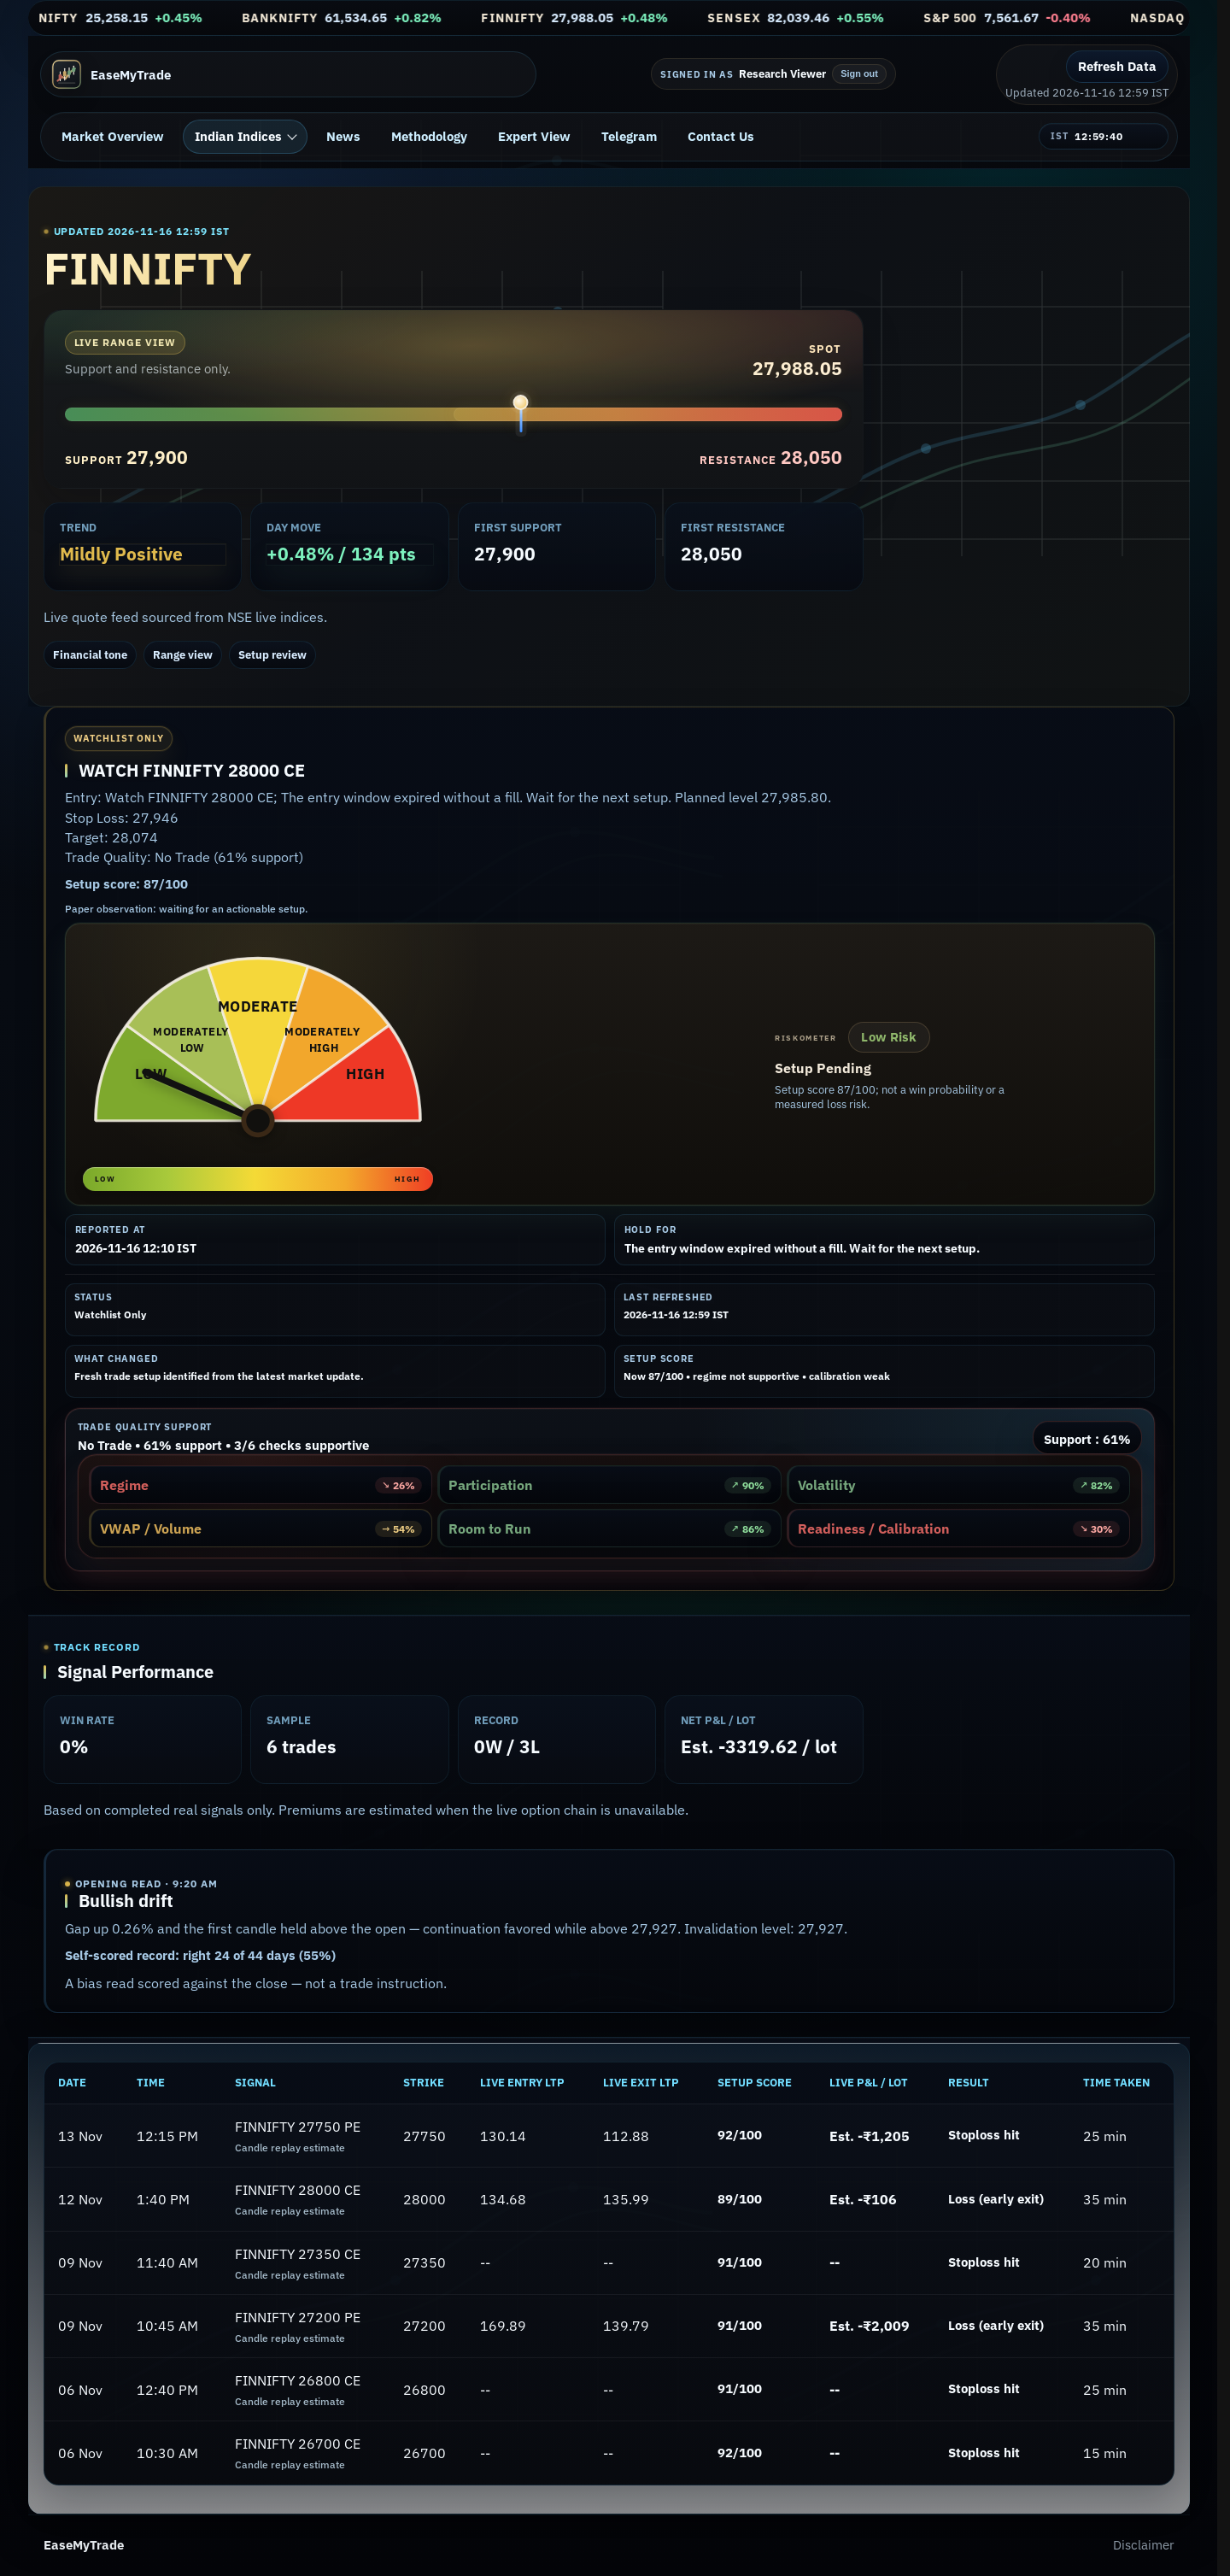 NIFTY 25,258.15 +0.45% BANKNIFTY 61,534.65 +0.82% FINNIFTY 27,988.05 +0.48% SENSEX 82,039.46 +0.55% S&P 500 7,561.67 -0.40% NASDAQ
EaseMyTrade
SIGNED IN AS Research Viewer Sign out
Refresh Data
Updated 2026-11-16 12:59 IST
Market Overview Indian Indices News Methodology Expert View Telegram Contact Us
IST 12:59:40
UPDATED 2026-11-16 12:59 IST
FINNIFTY
LIVE RANGE VIEW
Support and resistance only.
SPOT
27,988.05
SUPPORT 27,900
RESISTANCE 28,050
TREND
Mildly Positive
DAY MOVE
+0.48% / 134 pts
FIRST SUPPORT
27,900
FIRST RESISTANCE
28,050
Live quote feed sourced from NSE live indices.
Financial tone Range view Setup review
WATCHLIST ONLY
WATCH FINNIFTY 28000 CE
Entry: Watch FINNIFTY 28000 CE; The entry window expired without a fill. Wait for the next setup. Planned level 27,985.80.
Stop Loss: 27,946
Target: 28,074
Trade Quality: No Trade (61% support)
Setup score: 87/100
Paper observation: waiting for an actionable setup.
LOW
MODERATELY
LOW
MODERATE
MODERATELY
HIGH
HIGH
LOW HIGH
RISKOMETER Low Risk
Setup Pending
Setup score 87/100; not a win probability or a
measured loss risk.
REPORTED AT
2026-11-16 12:10 IST
HOLD FOR
The entry window expired without a fill. Wait for the next setup.
STATUS
Watchlist Only
LAST REFRESHED
2026-11-16 12:59 IST
WHAT CHANGED
Fresh trade setup identified from the latest market update.
SETUP SCORE
Now 87/100 • regime not supportive • calibration weak
TRADE QUALITY SUPPORT
No Trade • 61% support • 3/6 checks supportive
Support : 61%
Regime ↘ 26%
Participation ↗ 90%
Volatility ↗ 82%
VWAP / Volume → 54%
Room to Run ↗ 86%
Readiness / Calibration ↘ 30%
TRACK RECORD
Signal Performance
WIN RATE
0%
SAMPLE
6 trades
RECORD
0W / 3L
NET P&L / LOT
Est. -3319.62 / lot
Based on completed real signals only. Premiums are estimated when the live option chain is unavailable.
OPENING READ · 9:20 AM
Bullish drift
Gap up 0.26% and the first candle held above the open — continuation favored while above 27,927. Invalidation level: 27,927.
Self-scored record: right 24 of 44 days (55%)
A bias read scored against the close — not a trade instruction.
DATE TIME SIGNAL STRIKE LIVE ENTRY LTP LIVE EXIT LTP SETUP SCORE LIVE P&L / LOT RESULT TIME TAKEN
13 Nov 12:15 PM FINNIFTY 27750 PE 27750 130.14 112.88 92/100 Est. -₹1,205 Stoploss hit 25 min
Candle replay estimate
12 Nov 1:40 PM FINNIFTY 28000 CE 28000 134.68 135.99 89/100 Est. -₹106 Loss (early exit) 35 min
Candle replay estimate
09 Nov 11:40 AM FINNIFTY 27350 CE 27350 -- -- 91/100 -- Stoploss hit 20 min
Candle replay estimate
09 Nov 10:45 AM FINNIFTY 27200 PE 27200 169.89 139.79 91/100 Est. -₹2,009 Loss (early exit) 35 min
Candle replay estimate
06 Nov 12:40 PM FINNIFTY 26800 CE 26800 -- -- 91/100 -- Stoploss hit 25 min
Candle replay estimate
06 Nov 10:30 AM FINNIFTY 26700 CE 26700 -- -- 92/100 -- Stoploss hit 15 min
Candle replay estimate
EaseMyTrade
Disclaimer